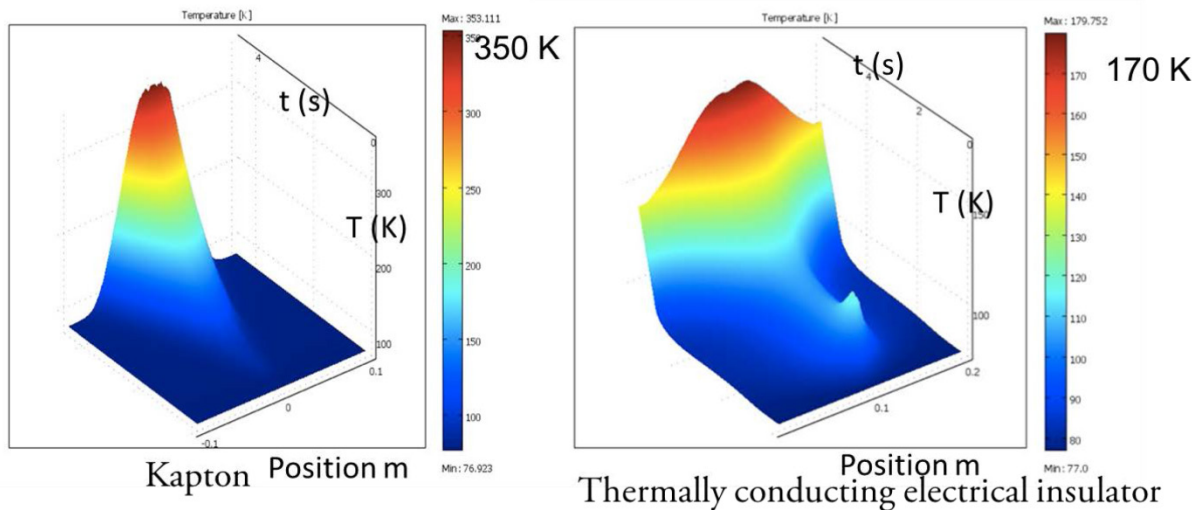 Temperature [K]
Max: 353.111
350
350 K
300
250
200
150
100
Min: 76.923
4
t (s)
0
300
T (K)
200
100
0.1
0
-0.1
Position m
Kapton
Temperature [K]
Max: 179.752
170
170 K
160
150
140
130
120
110
100
90
80
Min: 77.0
t (s)
4
2
0
T (K)
150
100
0.2
0.1
Position m
Thermally conducting electrical insulator